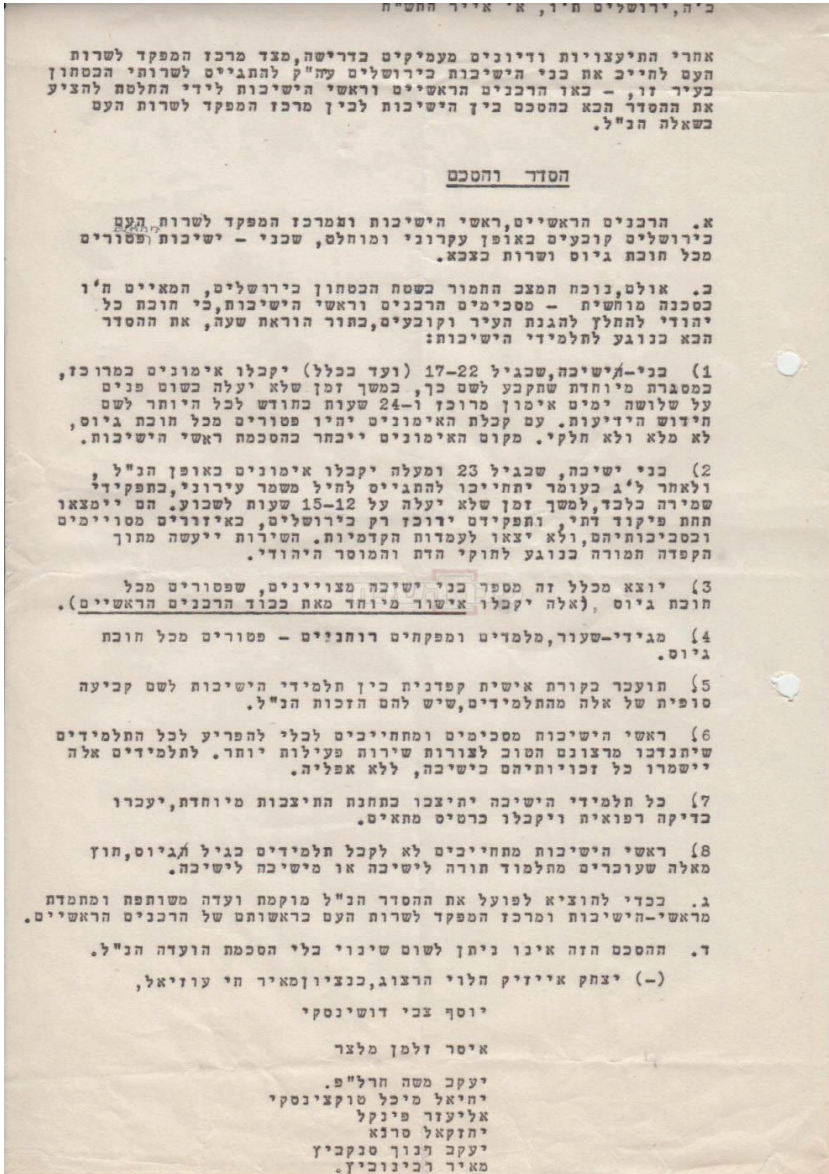 ב"ה, ירושלים ת"ו, א' אייר התש"ח
אחרי התיעצויות ודיונים מעמיקים בדרישה,מצד מרכז המפקד לשרות
העם לחייב את בני הישיבות בירושלים עה"ק להתגייס לשרותי הבטחון
בעיר זו, - באו הרבנים הראשיים וראשי הישיבות לידי החלטה להציע
את ההסדר הבא כהסכם בין הישיבות לבין מרכז המפקד לשרות העם
בשאלה הנ"ל.
הסדר והסכם
א. הרבנים הראשיים,ראשי הישיבות ומרכז המפקד לשרות העם
בירושלים קובעים באופן עקרוני ומוחלט, שבני - ישיבות פטורים
מכל חובת גיוס ושרות בצבא.
ב. אולם,נוכח המצב החמור בשטח הבטחון בירושלים, המאיים ח"ו
בסכנה מוחשית - מסכימים הרבנים וראשי הישיבות,כי חובת כל
יהודי להחלץ להגנת העיר וקובעים,בתור הוראת שעה, את ההסדר
הבא בנוגע לתלמידי הישיבות:
1) בני-ישיבה,שבגיל 17-22 (ועד בכלל) יקבלו אימונים במרוכז,
במסגרת מיוחדת שתקבע לשם כך, במשך זמן שלא יעלה בשום פנים
על שלושה ימים אימון מרוכז ו-24 שעות בחודש לכל היותר לשם
חידוש הידיעות. עם קבלת האימונים יהיו פטורים מכל חובת גיוס,
לא מלא ולא חלקי. מקום האימונים ייבחר בהסכמת ראשי הישיבות.
2) בני ישיבה, שבגיל 23 ומעלה יקבלו אימונים באופן הנ"ל ,
ולאחר ל"ג בעומר יתחייבו להתגייס לחיל משמר עירוני,בתפקידי
שמירה בלבד,למשך זמן שלא יעלה על 15-12 שעות לשבוע. הם יימצאו
תחת פיקוד דתי, ותפקידם ירוכז רק בירושלים, באיזורים מסויימים
ובסביבותיהם,ולא יצאו לעמדות הקדמיות. השירות ייעשה מתוך
הקפדה חמורה בנוגע לחוקי הדת והמוסר היהודי.
3) יוצא מכלל זה מספר בני ישיבה מצויינים, שפטורים מכל
חובת גיוס ,(אלה יקבלו אישור מיוחד מאת כבוד הרבנים הראשיים).
4) מגידי-שעור,מלמדים ומפקחים רוחניים - פטורים מכל חובת
גיוס.
5) תועבר בקורת אישית קפדנית בין תלמידי הישיבות לשם קביעה
סופית של אלה מהתלמידים,שיש להם הזכות הנ"ל.
6) ראשי הישיבות מסכימים ומתחייבים לבלי להפריע לכל התלמידים
שיתנדבו מרצונם הטוב לצורות שירות פעילות יותר. לתלמידים אלה
יישמרו כל זכויותיהם בישיבה, ללא אפליה.
7) כל תלמידי הישיבה יתיצבו בתחנת התיצבות מיוחדת,יעברו
בדיקה רפואית ויקבלו כרטיס מתאים.
8) ראשי הישיבות מתחייבים לא לקבל תלמידים בגיל הגיוס,חוץ
מאלה שעוברים מתלמוד תורה לישיבה או מישיבה לישיבה.
ג. בכדי להוציא לפועל את ההסדר הנ"ל מוקמת ועדה משותפת ומתמדת
מראשי-הישיבות ומרכז המפקד לשרות העם בראשותם של הרבנים הראשיים.
ד. ההסכם הזה אינו ניתן לשום שינוי בלי הסכמת הועדה הנ"ל.
(-) יצחק אייזיק הלוי הרצוג,בנציון מאיר חי עוזיאל,
יוסף צבי דושינסקי
איסר זלמן מלצר
יעקב משה חרל"פ.
יחיאל מיכל טוקצינסקי
אליעזר פינקל
יחזקאל סרנא
יעקב חנוך סנקביץ
מאיר רבינוביץ.